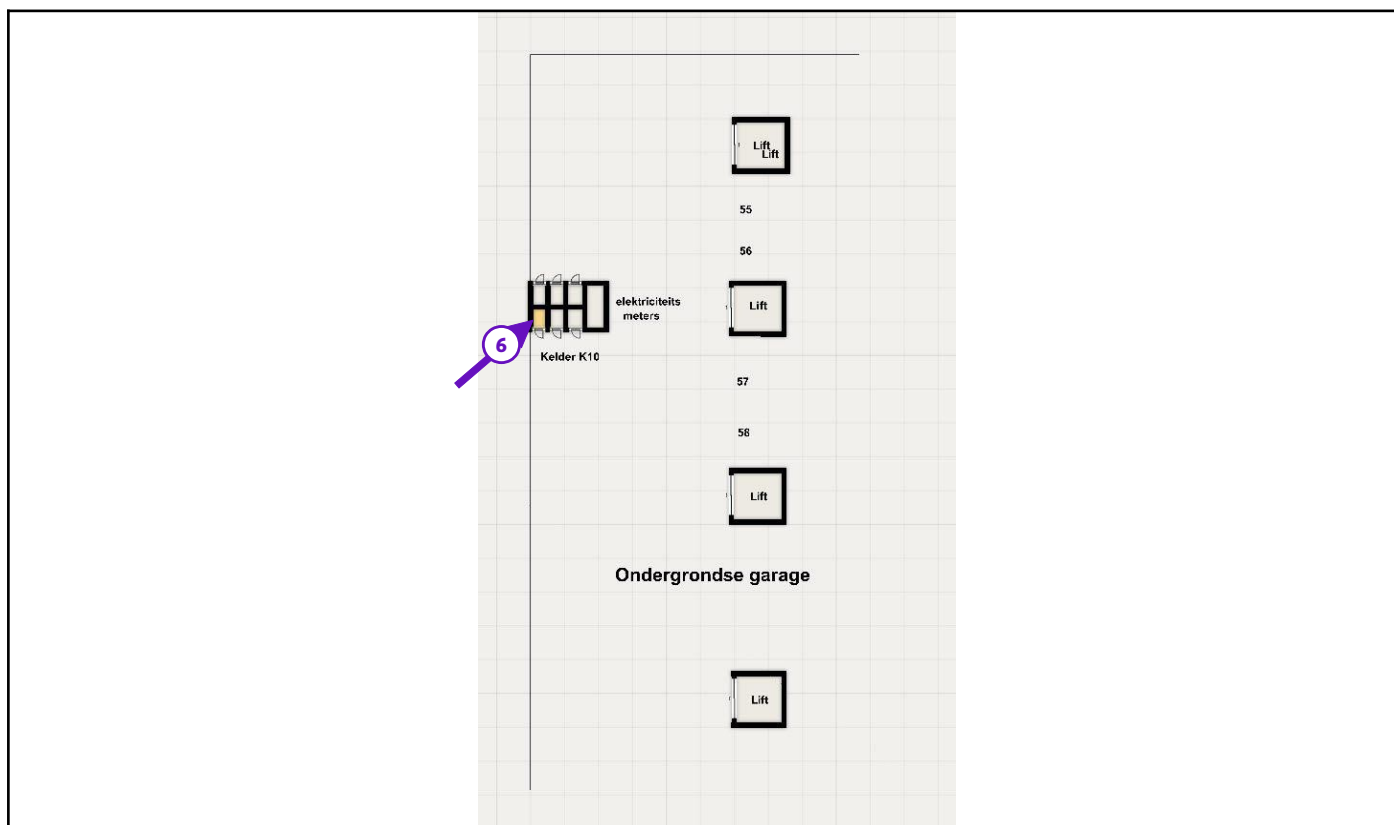 Lift
Lift
55
56
elektriciteits
meters
Lift
6
Kelder K10
57
58
Lift
Ondergrondse garage
Lift